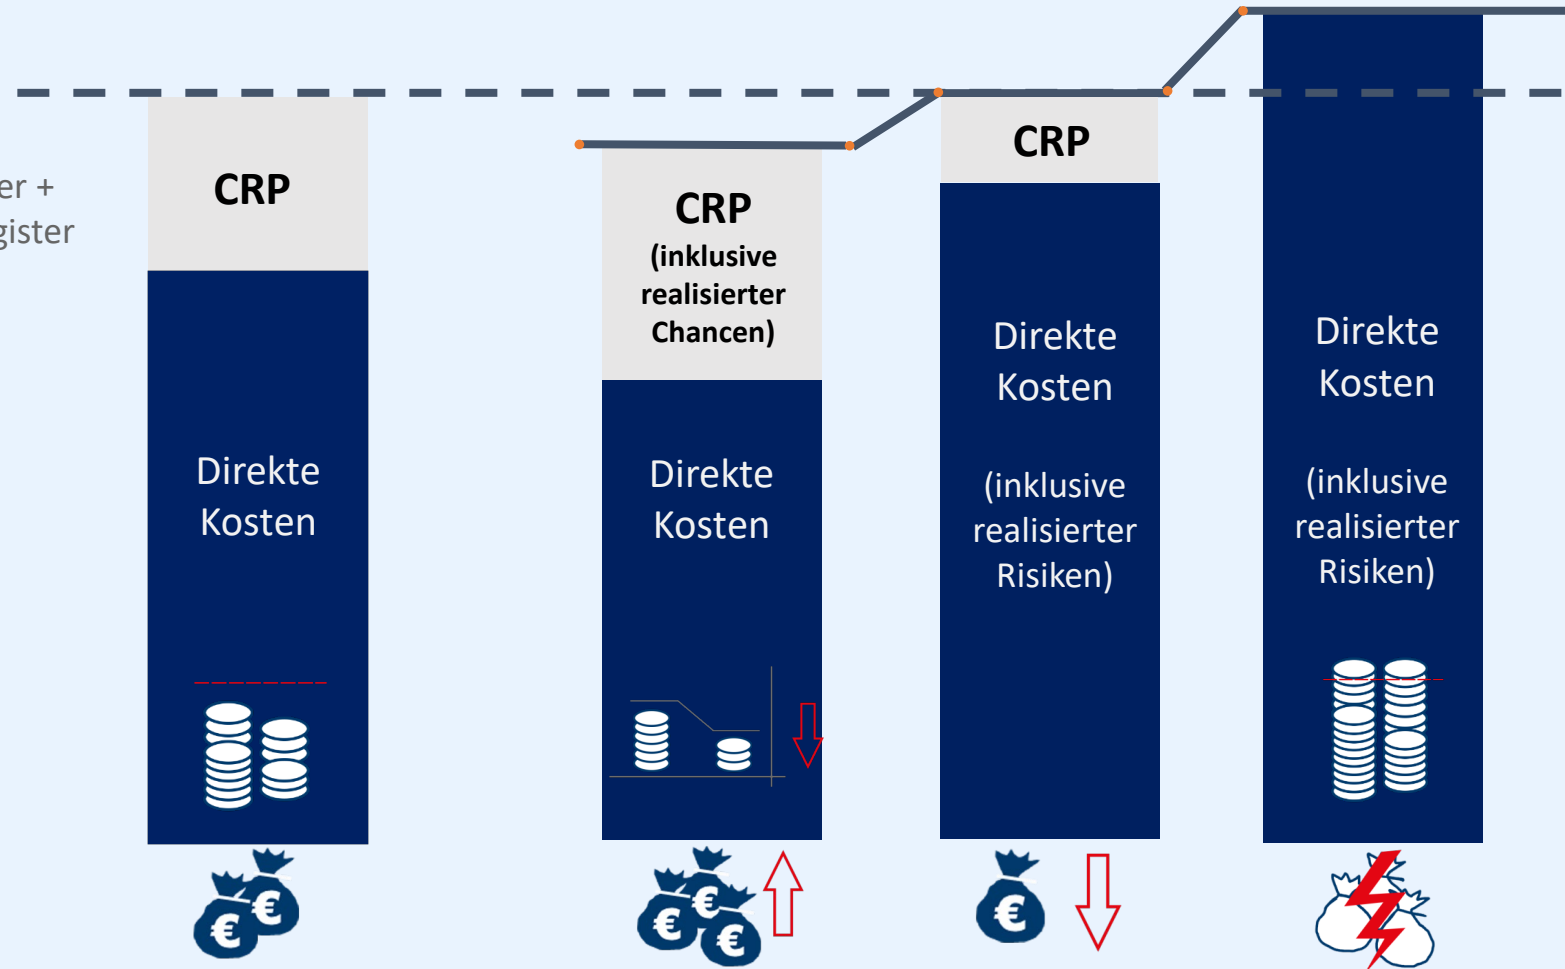 er +
gister
CRP
Direkte
Kosten
€
€
CRP
(inklusive
realisierter
Chancen)
Direkte
Kosten
€
€
€
CRP
Direkte
Kosten
(inklusive
realisierter
Risiken)
€
Direkte
Kosten
(inklusive
realisierter
Risiken)